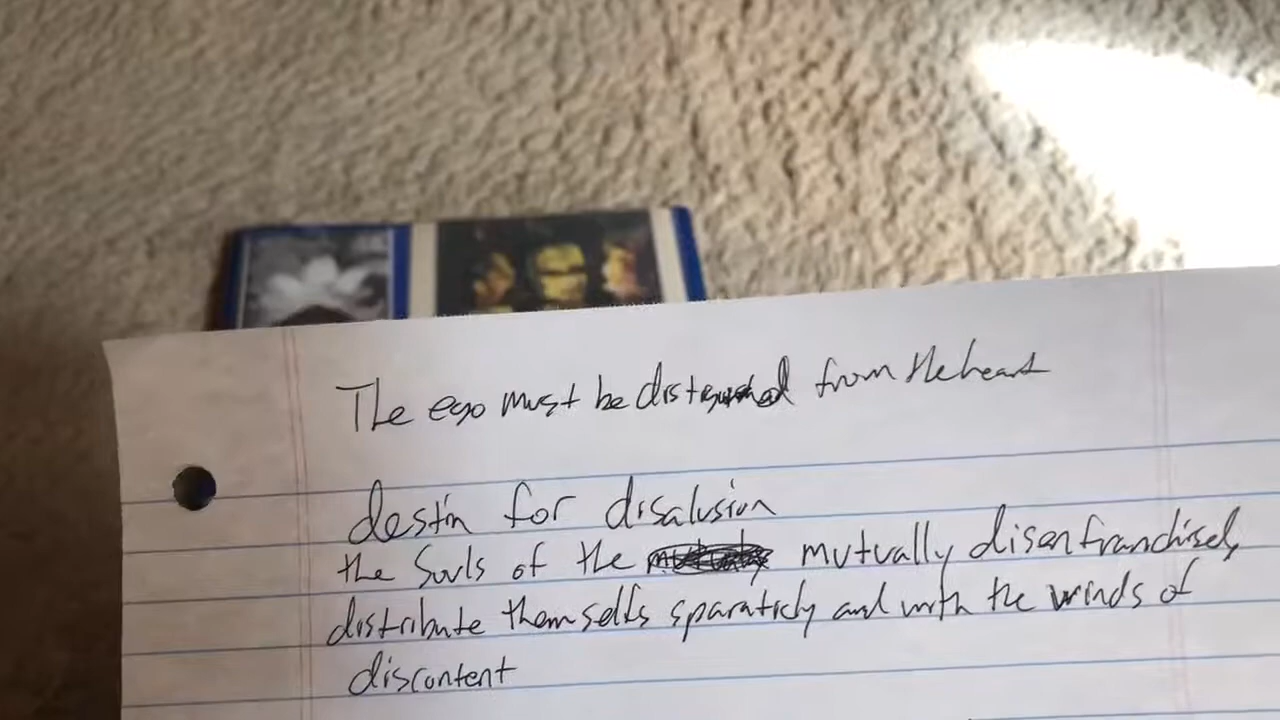 The ego must be from the heart
destin for disalusion
the Souls of the mutually disenfranchised,
distribute themselfs sparaticly and with the winds of
discontent